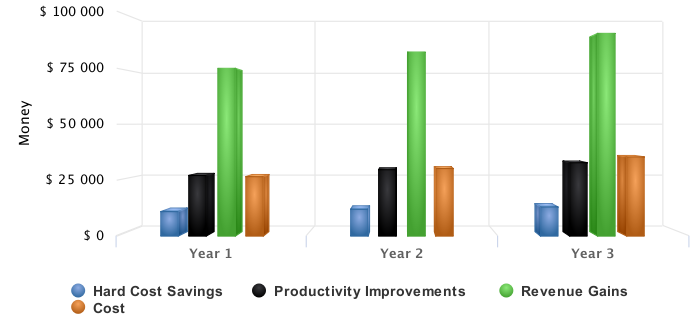 $ 100 000
$ 75 000
$ 50 000
$ 25 000
$ 0
Money
Year 1
Year 2
Year 3
Hard Cost Savings
Productivity Improvements
Revenue Gains
Cost